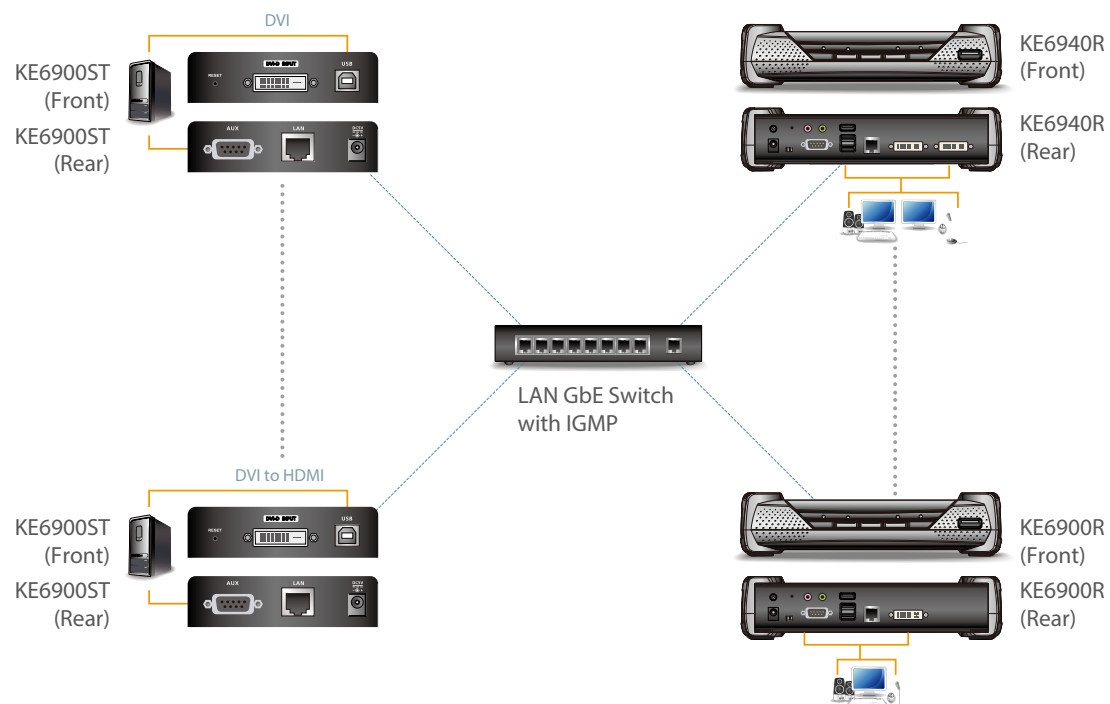 DVI
KE6900ST
(Front)
RESET
DVI-D INPUT
USB
KE6900ST
(Rear)
AUX
LAN
DC5V
KE6940R
(Front)
KE6940R
(Rear)
LAN GbE Switch
with IGMP
DVI to HDMI
KE6900ST
(Front)
RESET
DVI-D INPUT
USB
KE6900ST
(Rear)
AUX
LAN
DC5V
KE6900R
(Front)
KE6900R
(Rear)